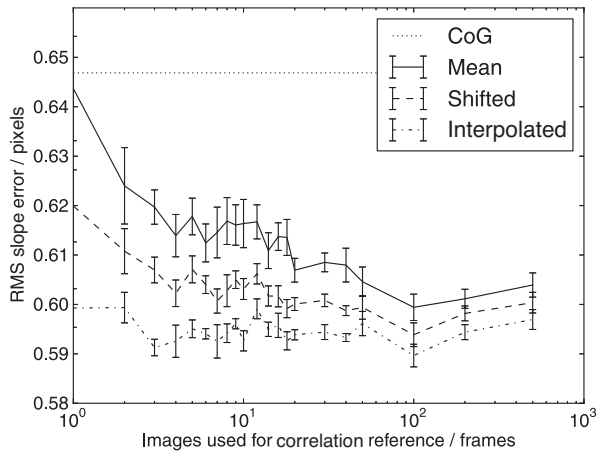 0.65
0.64
0.63
0.62
0.61
0.60
0.59
0.58
RMS slope error / pixels
CoG
Mean
Shifted
Interpolated
10^0 10^1 10^2 10^3
Images used for correlation reference / frames